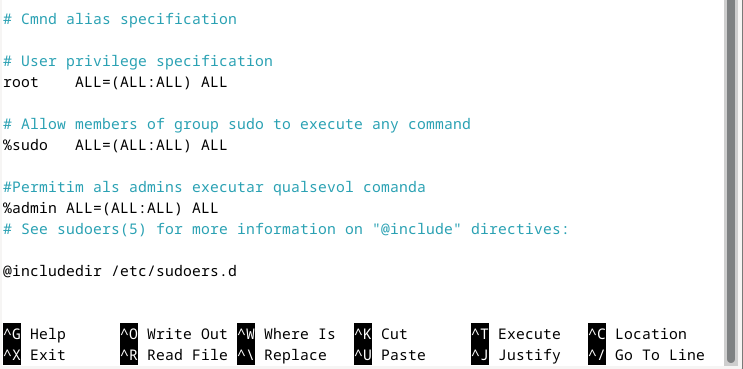 # Cmnd alias specification
# User privilege specification
root    ALL=(ALL:ALL) ALL
# Allow members of group sudo to execute any command
%sudo   ALL=(ALL:ALL) ALL
#Permitim als admins executar qualsevol comanda
%admin ALL=(ALL:ALL) ALL
# See sudoers(5) for more information on "@include" directives:
@includedir /etc/sudoers.d
^G Help ^O Write Out ^W Where Is ^K Cut ^T Execute ^C Location
^X Exit ^R Read File ^\ Replace ^U Paste ^J Justify ^/ Go To Line